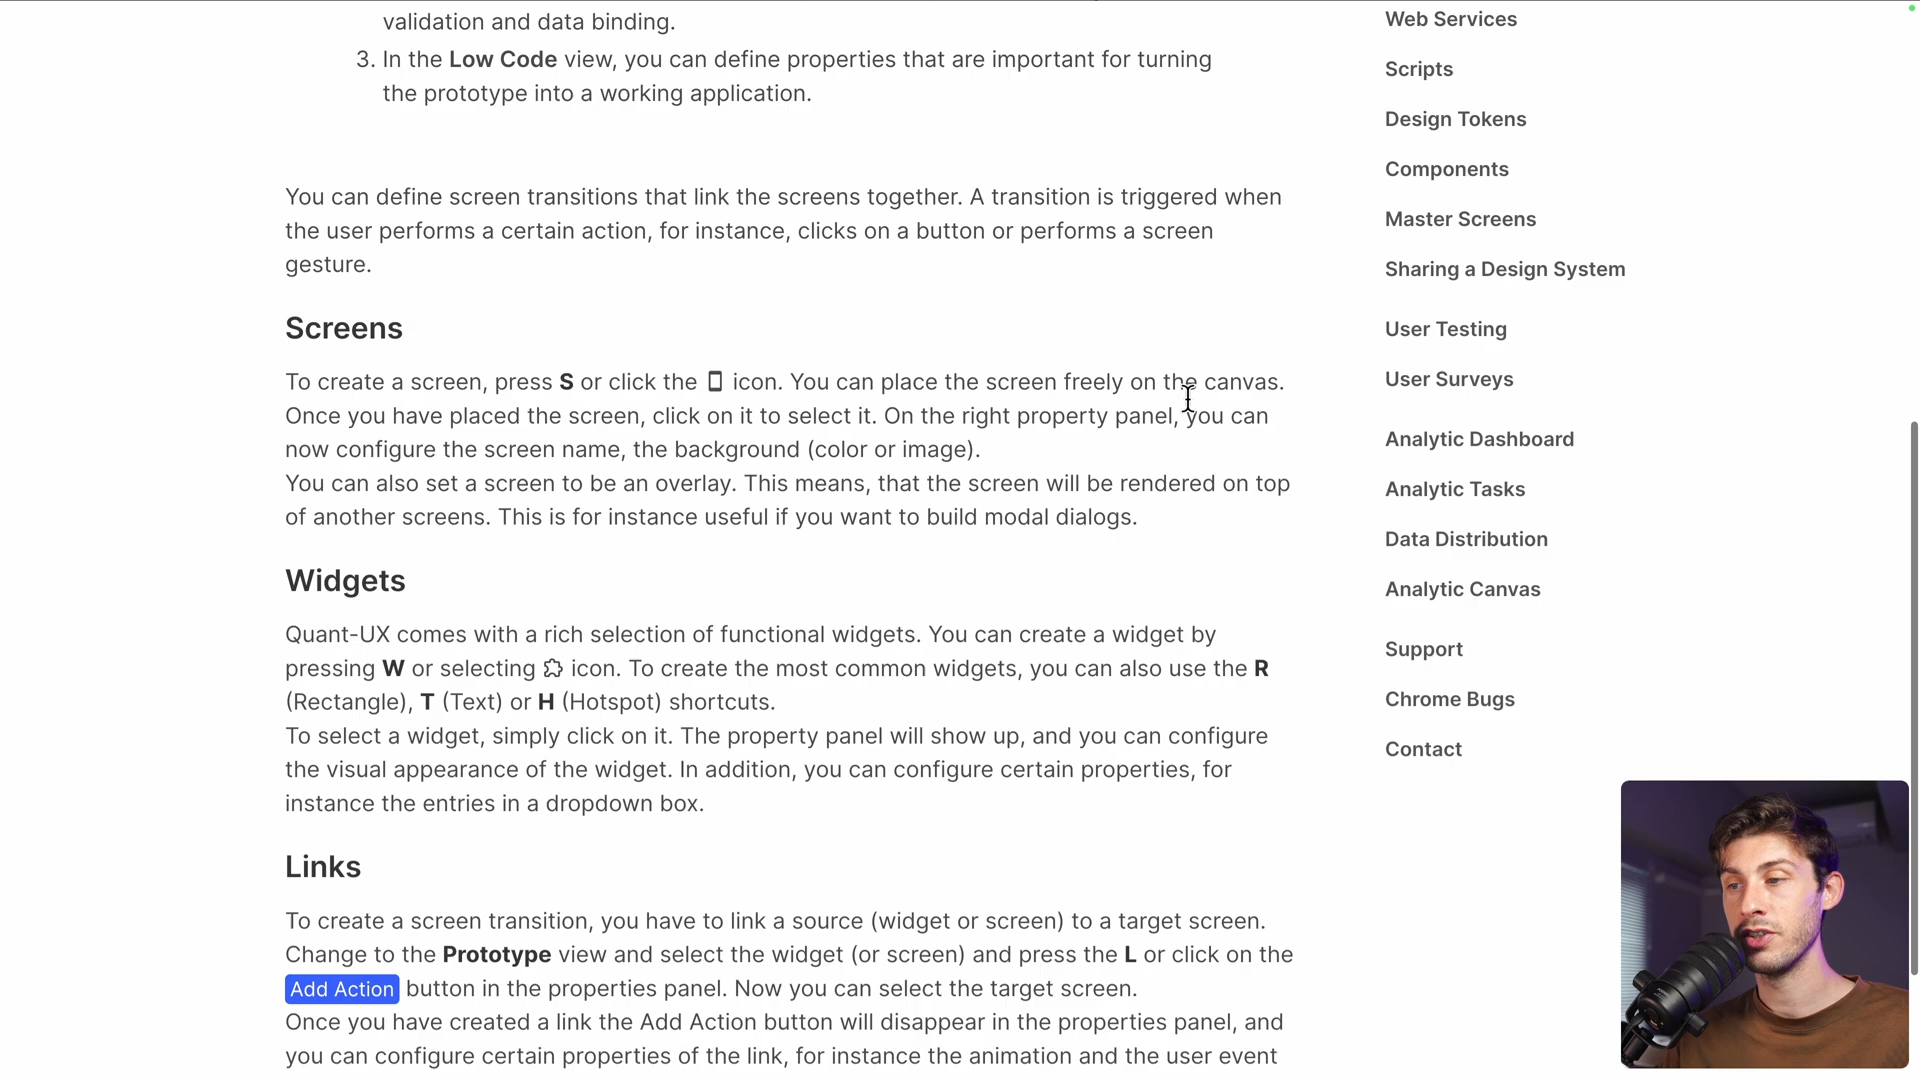 validation and data binding.
3. In the Low Code view, you can define properties that are important for turning
the prototype into a working application.
You can define screen transitions that link the screens together. A transition is triggered when
the user performs a certain action, for instance, clicks on a button or performs a screen
gesture.
Screens
To create a screen, press S or click the icon. You can place the screen freely on the canvas.
Once you have placed the screen, click on it to select it. On the right property panel, you can
now configure the screen name, the background (color or image).
You can also set a screen to be an overlay. This means, that the screen will be rendered on top
of another screens. This is for instance useful if you want to build modal dialogs.
Widgets
Quant-UX comes with a rich selection of functional widgets. You can create a widget by
pressing W or selecting icon. To create the most common widgets, you can also use the R
(Rectangle), T (Text) or H (Hotspot) shortcuts.
To select a widget, simply click on it. The property panel will show up, and you can configure
the visual appearance of the widget. In addition, you can configure certain properties, for
instance the entries in a dropdown box.
Links
To create a screen transition, you have to link a source (widget or screen) to a target screen.
Change to the Prototype view and select the widget (or screen) and press the L or click on the
Add Action button in the properties panel. Now you can select the target screen.
Once you have created a link the Add Action button will disappear in the properties panel, and
you can configure certain properties of the link, for instance the animation and the user event
Web Services
Scripts
Design Tokens
Components
Master Screens
Sharing a Design System
User Testing
User Surveys
Analytic Dashboard
Analytic Tasks
Data Distribution
Analytic Canvas
Support
Chrome Bugs
Contact